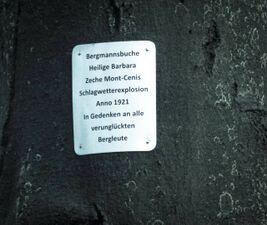 Bergmannsbuche
Heilige Barbara
Zeche Mont-Cenis
Schlagwetterexplosion
Anno 1921
In Gedenken an alle
verunglückten
Bergleute